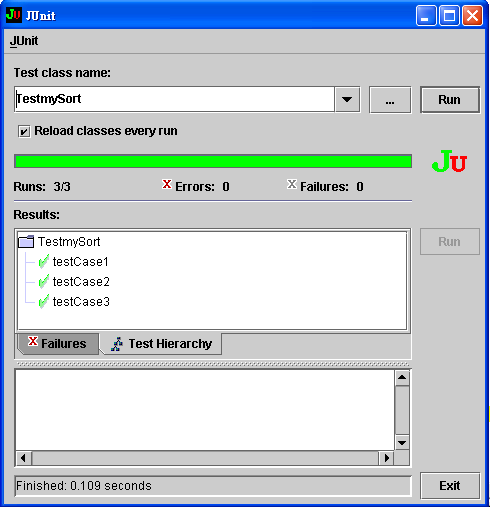 JU JUnit
JUnit
Test class name:
TestmySort ... Run
Reload classes every run
JU
Runs: 3/3 X Errors: 0 X Failures: 0
Results:
Run
TestmySort
testCase1
testCase2
testCase3
X Failures Test Hierarchy
Finished: 0.109 seconds Exit